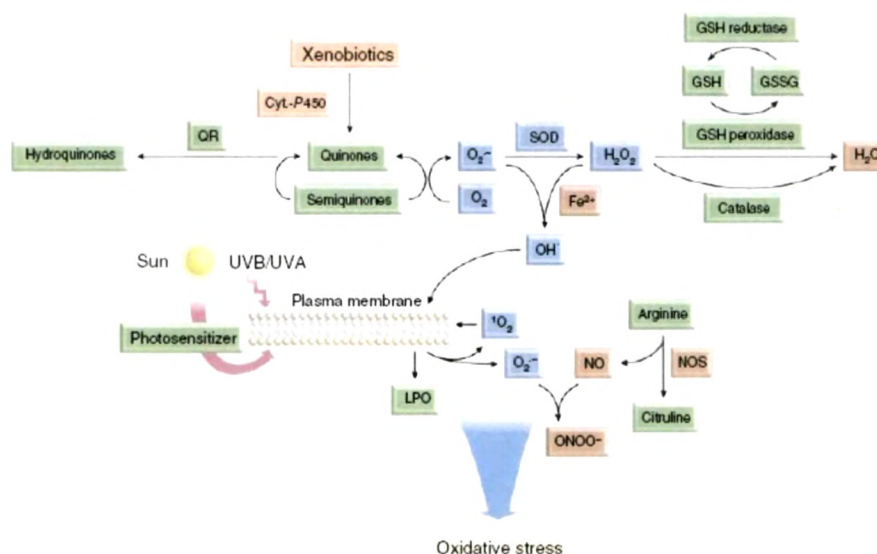 GSH reductase
Xenobiotics
GSH GSSG
Cyt.-P450
QR SOD GSH peroxidase
Hydroquinones Quinones O₂·⁻ H₂O₂ H₂O
Semiquinones O₂ Fe²⁺ Catalase
OH
Sun UVB/UVA
Plasma membrane
Photosensitizer ¹O₂ Arginine
O₂·⁻ NO NOS
LPO Citruline
ONOO⁻
Oxidative stress